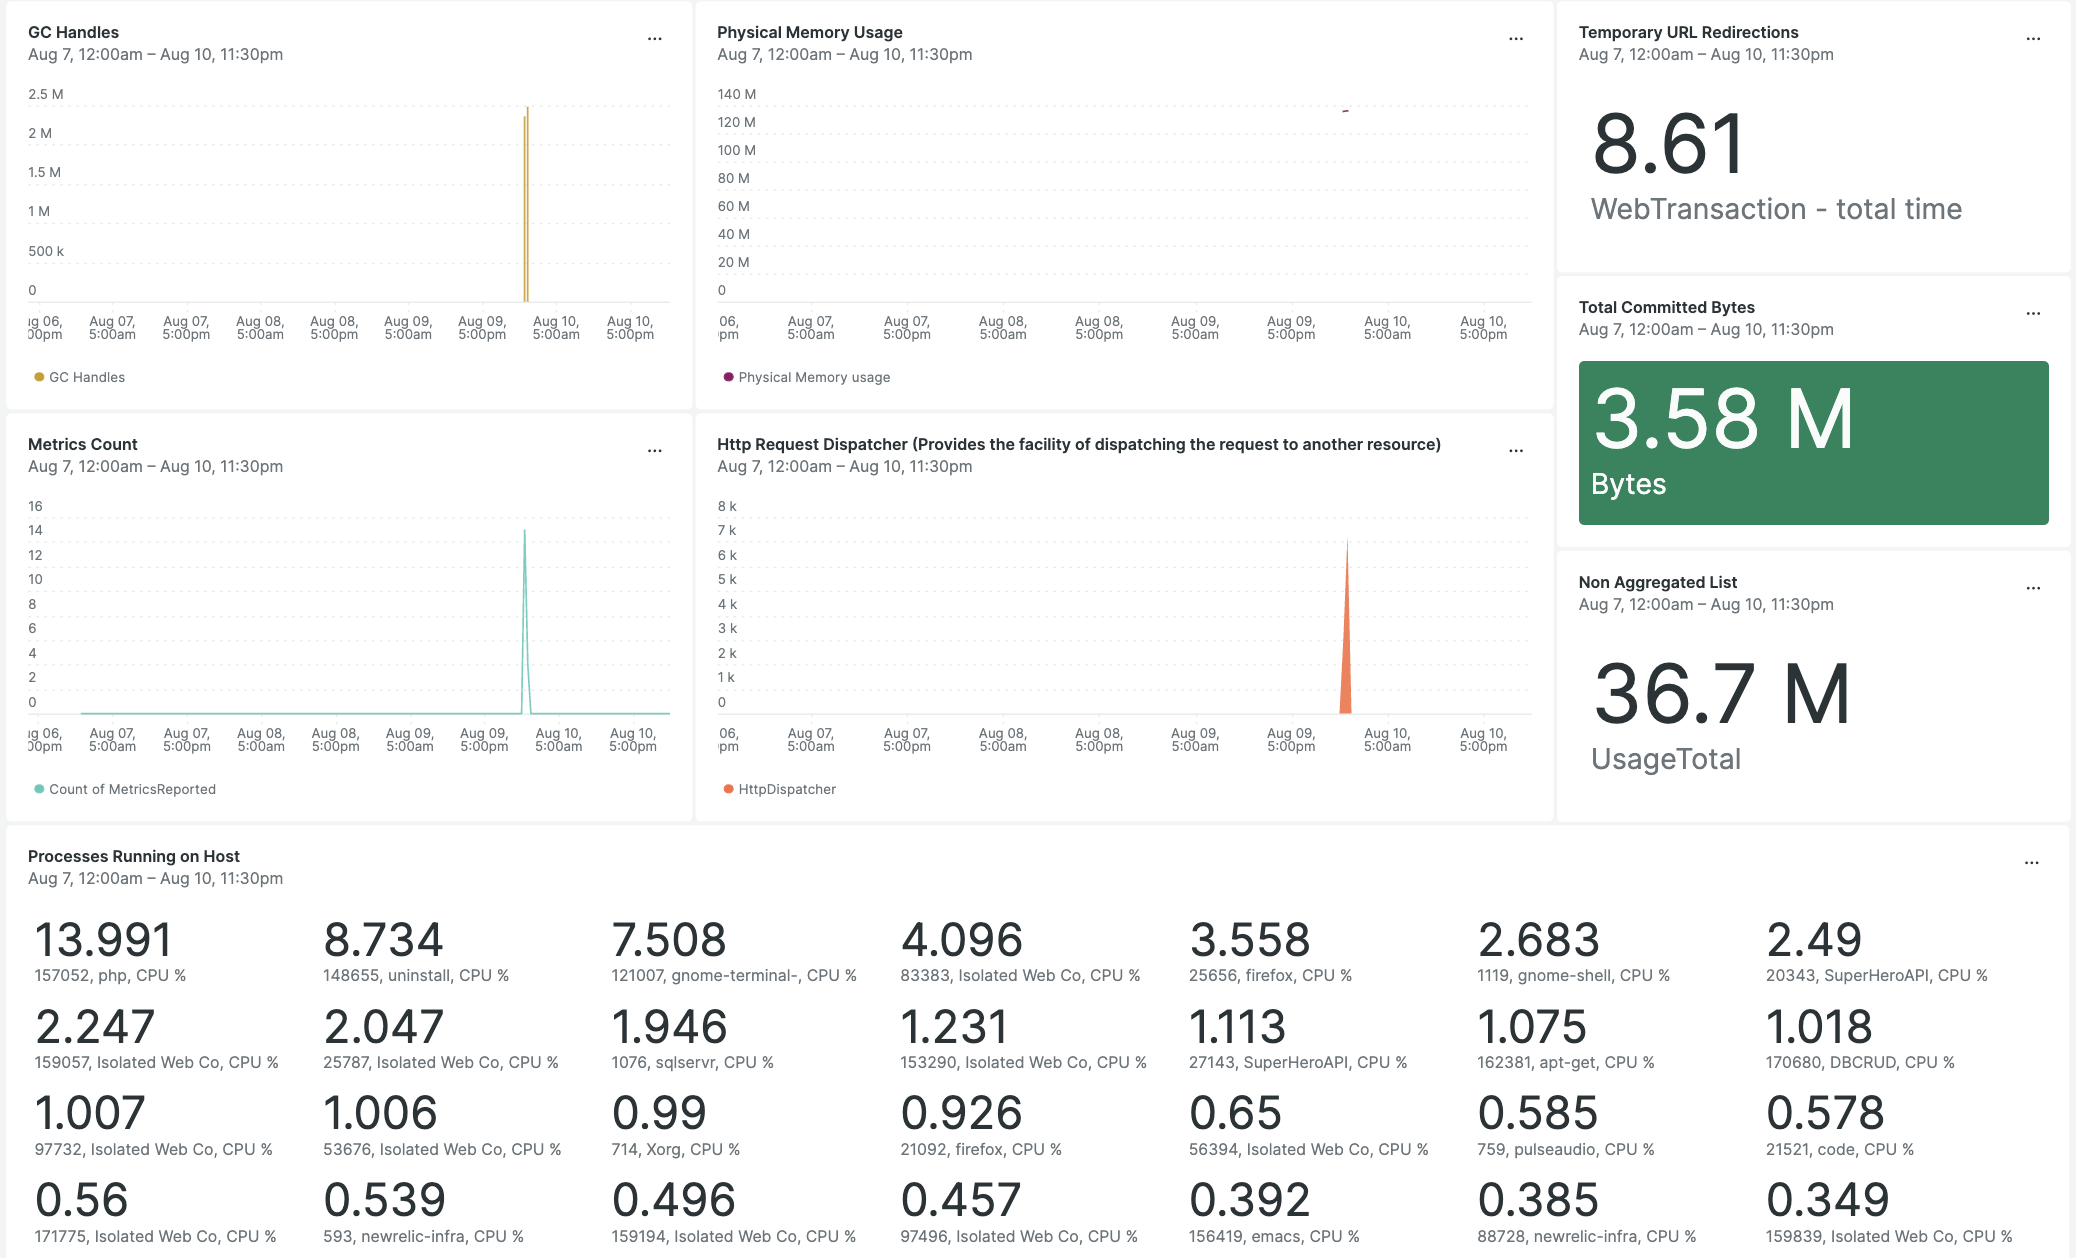 GC Handles
...
Aug 7, 12:00am – Aug 10, 11:30pm
2.5 M
2 M
1.5 M
1 M
500 k
0
ug 06, Aug 07, Aug 07, Aug 08, Aug 08, Aug 09, Aug 09, Aug 10, Aug 10,
00pm 5:00am 5:00pm 5:00am 5:00pm 5:00am 5:00pm 5:00am 5:00pm
GC Handles
Physical Memory Usage
...
Aug 7, 12:00am – Aug 10, 11:30pm
140 M
120 M
100 M
80 M
60 M
40 M
20 M
0
06, Aug 07, Aug 07, Aug 08, Aug 08, Aug 09, Aug 09, Aug 10, Aug 10,
pm 5:00am 5:00pm 5:00am 5:00pm 5:00am 5:00pm 5:00am 5:00pm
Physical Memory usage
Temporary URL Redirections
...
Aug 7, 12:00am – Aug 10, 11:30pm
8.61
WebTransaction - total time
Total Committed Bytes
...
Aug 7, 12:00am – Aug 10, 11:30pm
3.58 M
Bytes
Metrics Count
...
Aug 7, 12:00am – Aug 10, 11:30pm
16
14
12
10
8
6
4
2
0
ug 06, Aug 07, Aug 07, Aug 08, Aug 08, Aug 09, Aug 09, Aug 10, Aug 10,
00pm 5:00am 5:00pm 5:00am 5:00pm 5:00am 5:00pm 5:00am 5:00pm
Count of MetricsReported
Http Request Dispatcher (Provides the facility of dispatching the request to another resource)
...
Aug 7, 12:00am – Aug 10, 11:30pm
8 k
7 k
6 k
5 k
4 k
3 k
2 k
1 k
0
06, Aug 07, Aug 07, Aug 08, Aug 08, Aug 09, Aug 09, Aug 10, Aug 10,
pm 5:00am 5:00pm 5:00am 5:00pm 5:00am 5:00pm 5:00am 5:00pm
HttpDispatcher
Non Aggregated List
...
Aug 7, 12:00am – Aug 10, 11:30pm
36.7 M
UsageTotal
Processes Running on Host
...
Aug 7, 12:00am – Aug 10, 11:30pm
13.991 8.734 7.508 4.096 3.558 2.683 2.49
157052, php, CPU % 148655, uninstall, CPU % 121007, gnome-terminal-, CPU % 83383, Isolated Web Co, CPU % 25656, firefox, CPU % 1119, gnome-shell, CPU % 20343, SuperHeroAPI, CPU %
2.247 2.047 1.946 1.231 1.113 1.075 1.018
159057, Isolated Web Co, CPU % 25787, Isolated Web Co, CPU % 1076, sqlservr, CPU % 153290, Isolated Web Co, CPU % 27143, SuperHeroAPI, CPU % 162381, apt-get, CPU % 170680, DBCRUD, CPU %
1.007 1.006 0.99 0.926 0.65 0.585 0.578
97732, Isolated Web Co, CPU % 53676, Isolated Web Co, CPU % 714, Xorg, CPU % 21092, firefox, CPU % 56394, Isolated Web Co, CPU % 759, pulseaudio, CPU % 21521, code, CPU %
0.56 0.539 0.496 0.457 0.392 0.385 0.349
171775, Isolated Web Co, CPU % 593, newrelic-infra, CPU % 159194, Isolated Web Co, CPU % 97496, Isolated Web Co, CPU % 156419, emacs, CPU % 88728, newrelic-infra, CPU % 159839, Isolated Web Co, CPU %